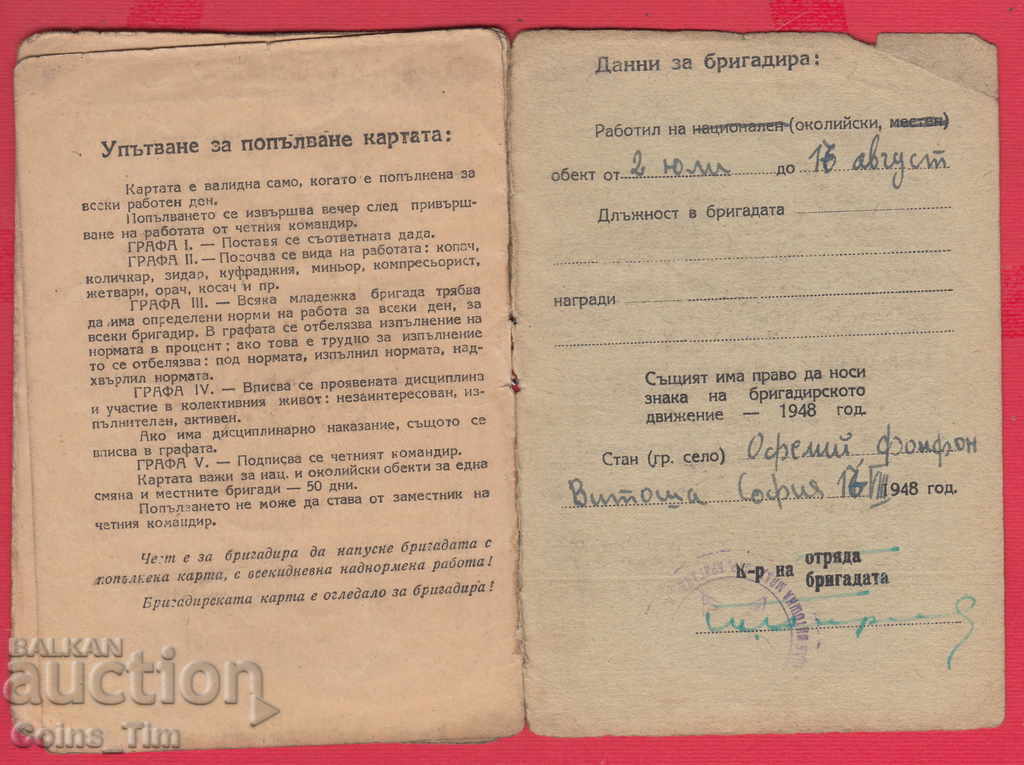 Упътване за попълване картата:
Картата е валидна само, когато е попълнена за
всеки работен ден.
Попълването се извършва вечер след привърш-
ване на работата от четния командир.
ГРАФА I. — Поставя се съответната дада.
ГРАФА II. — Посочва се вида на работата: копач,
количкар, зидар, куфраджия, миньор, компресьорист,
жетвари, орач, косач и пр.
ГРАФА III. — Всяка младежка бригада трябва
да има определени норми на работа за всеки ден, за
всеки бригадир. В графата се отбелязва изпълнение на
нормата в процент; ако това е трудно за изпълнение
то се отбелязва: под нормата, изпълнил нормата, над-
хвърлил нормата.
ГРАФА IV. — Вписва се проявената дисциплина
и участие в колективния живот: незаинтересован, из-
пълнителен, активен.
Ако има дисциплинарно наказание, същото се
вписва в графата.
ГРАФА V. — Подписва се четният командир.
Картата важи за нац. и околийски обекти за една
смяна и местните бригади — 50 дни.
Попълването не може да става от заместник на
четния командир.
Чест е за бригадира да напусне бригадата с
попълнена карта, с всекидневна наднормена работа!
Бригадирската карта е огледало за бригадира!
BALKAN
auction
Coins_Tim
Данни за бригадира:
Работил на национален (околийски, местен)
обект от 2 юли до 16 август
Длъжност в бригадата
награди
Същият има право да носи
знака на бригадирското
движение — 1948 год.
Стан (гр. село)
Витоша София 16/VIII 1948 год.
К-р на отряда
бригадата